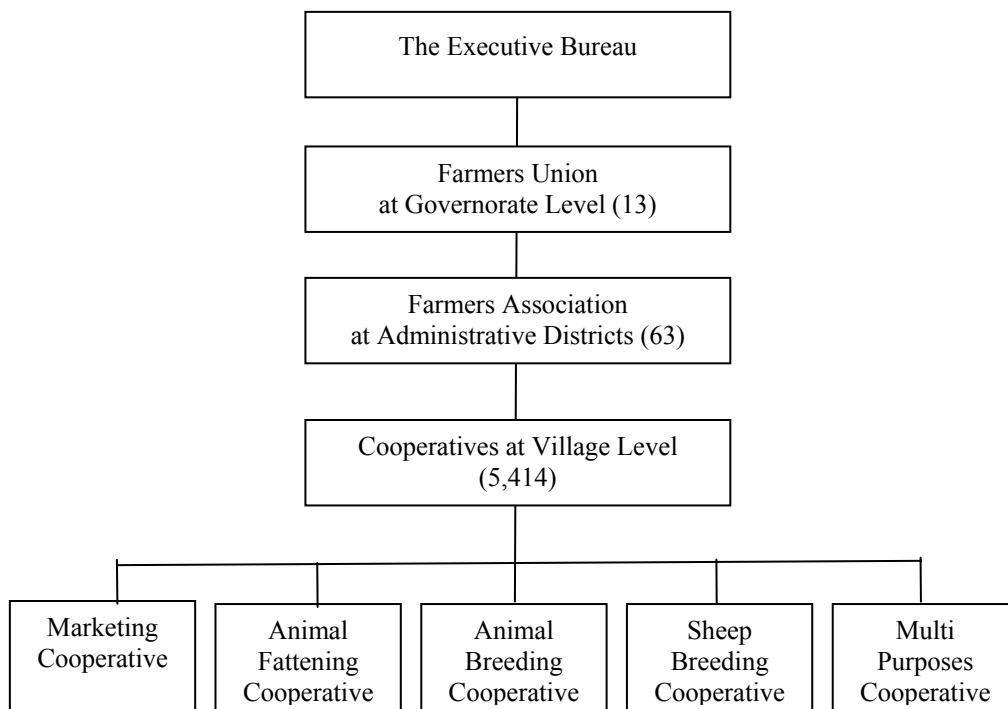 The Executive Bureau
Farmers Union
at Governorate Level (13)
Farmers Association
at Administrative Districts (63)
Cooperatives at Village Level
(5,414)
Marketing
Cooperative
Animal
Fattening
Cooperative
Animal
Breeding
Cooperative
Sheep
Breeding
Cooperative
Multi
Purposes
Cooperative